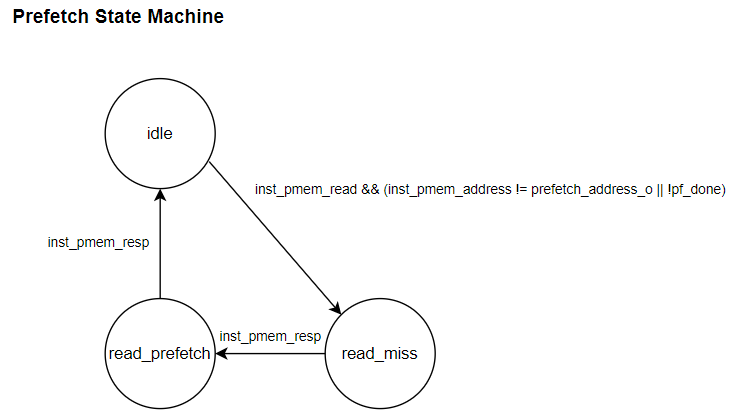 Prefetch State Machine
idle
inst_pmem_read && (inst_pmem_address != prefetch_address_o || !pf_done)
inst_pmem_resp
inst_pmem_resp
read_prefetch
read_miss